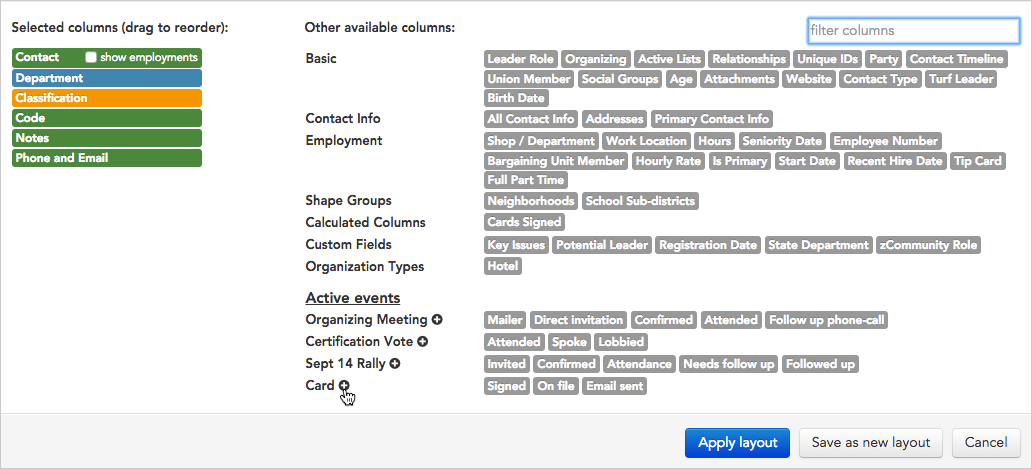 Selected columns (drag to reorder):
Contact show employments
Department
Classification
Code
Notes
Phone and Email
Other available columns:
filter columns
Basic Leader Role Organizing Active Lists Relationships Unique IDs Party Contact Timeline
Union Member Social Groups Age Attachments Website Contact Type Turf Leader
Birth Date
Contact Info All Contact Info Addresses Primary Contact Info
Employment Shop / Department Work Location Hours Seniority Date Employee Number
Bargaining Unit Member Hourly Rate Is Primary Start Date Recent Hire Date Tip Card
Full Part Time
Shape Groups Neighborhoods School Sub-districts
Calculated Columns Cards Signed
Custom Fields Key Issues Potential Leader Registration Date State Department zCommunity Role
Organization Types Hotel
Active events
Organizing Meeting Mailer Direct invitation Confirmed Attended Follow up phone-call
Certification Vote Attended Spoke Lobbied
Sept 14 Rally Invited Confirmed Attendance Needs follow up Followed up
Card Signed On file Email sent
Apply layout Save as new layout Cancel